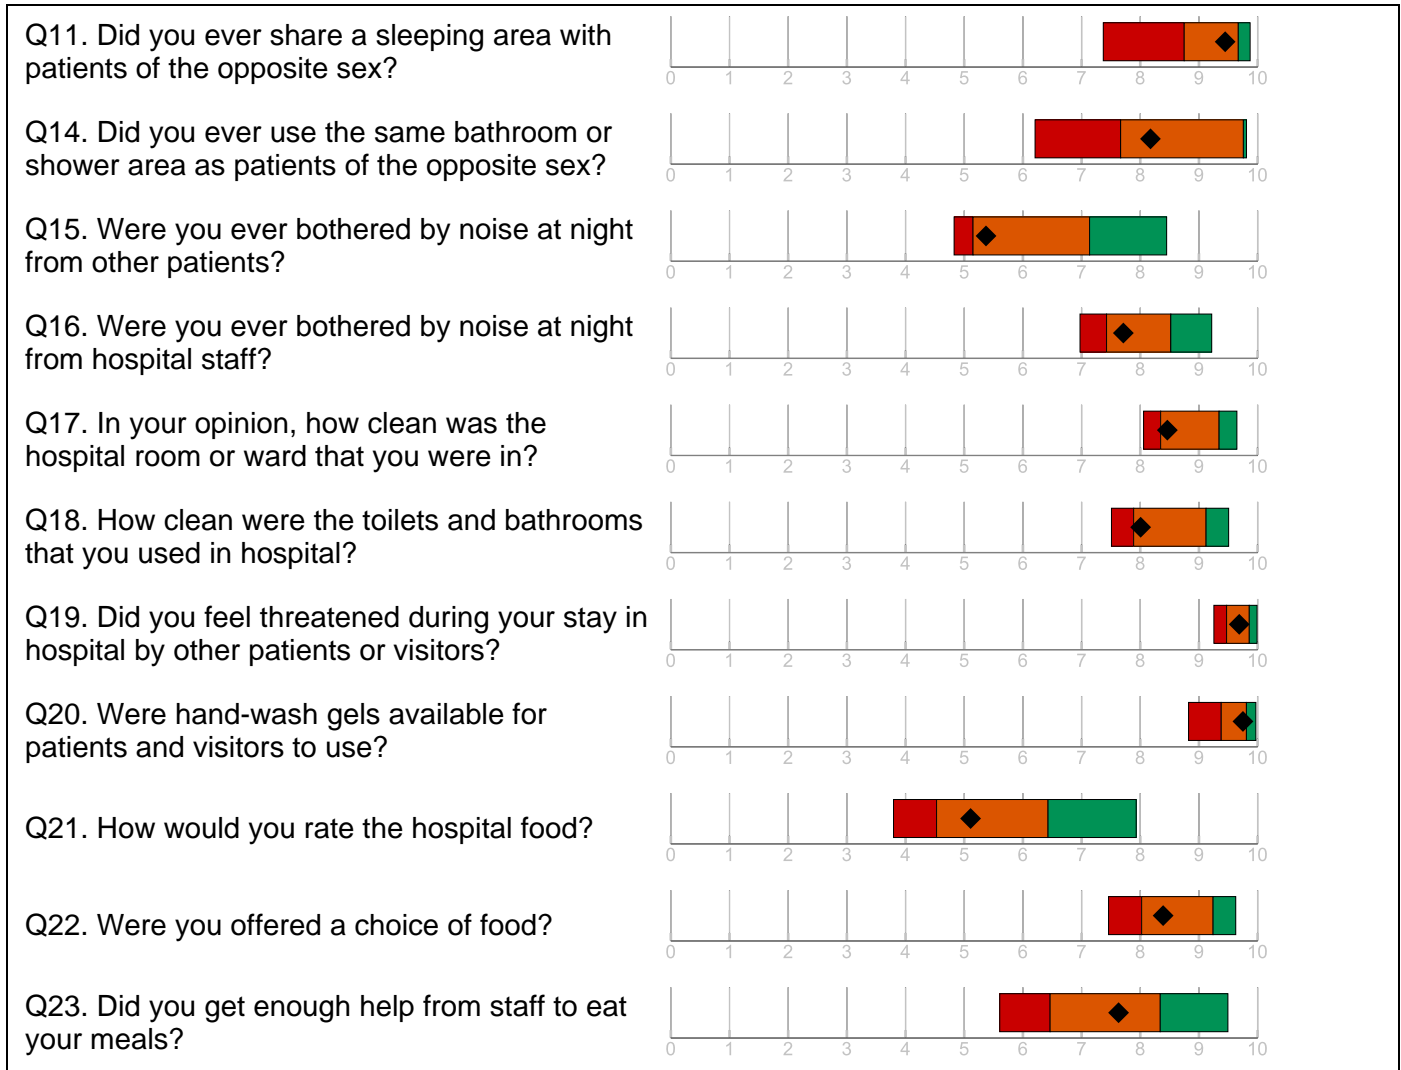 Q11. Did you ever share a sleeping area with
patients of the opposite sex?
0 1 2 3 4 5 6 7 8 9 10
Q14. Did you ever use the same bathroom or
shower area as patients of the opposite sex?
0 1 2 3 4 5 6 7 8 9 10
Q15. Were you ever bothered by noise at night
from other patients?
0 1 2 3 4 5 6 7 8 9 10
Q16. Were you ever bothered by noise at night
from hospital staff?
0 1 2 3 4 5 6 7 8 9 10
Q17. In your opinion, how clean was the
hospital room or ward that you were in?
0 1 2 3 4 5 6 7 8 9 10
Q18. How clean were the toilets and bathrooms
that you used in hospital?
0 1 2 3 4 5 6 7 8 9 10
Q19. Did you feel threatened during your stay in
hospital by other patients or visitors?
0 1 2 3 4 5 6 7 8 9 10
Q20. Were hand-wash gels available for
patients and visitors to use?
0 1 2 3 4 5 6 7 8 9 10
Q21. How would you rate the hospital food?
0 1 2 3 4 5 6 7 8 9 10
Q22. Were you offered a choice of food?
0 1 2 3 4 5 6 7 8 9 10
Q23. Did you get enough help from staff to eat
your meals?
0 1 2 3 4 5 6 7 8 9 10